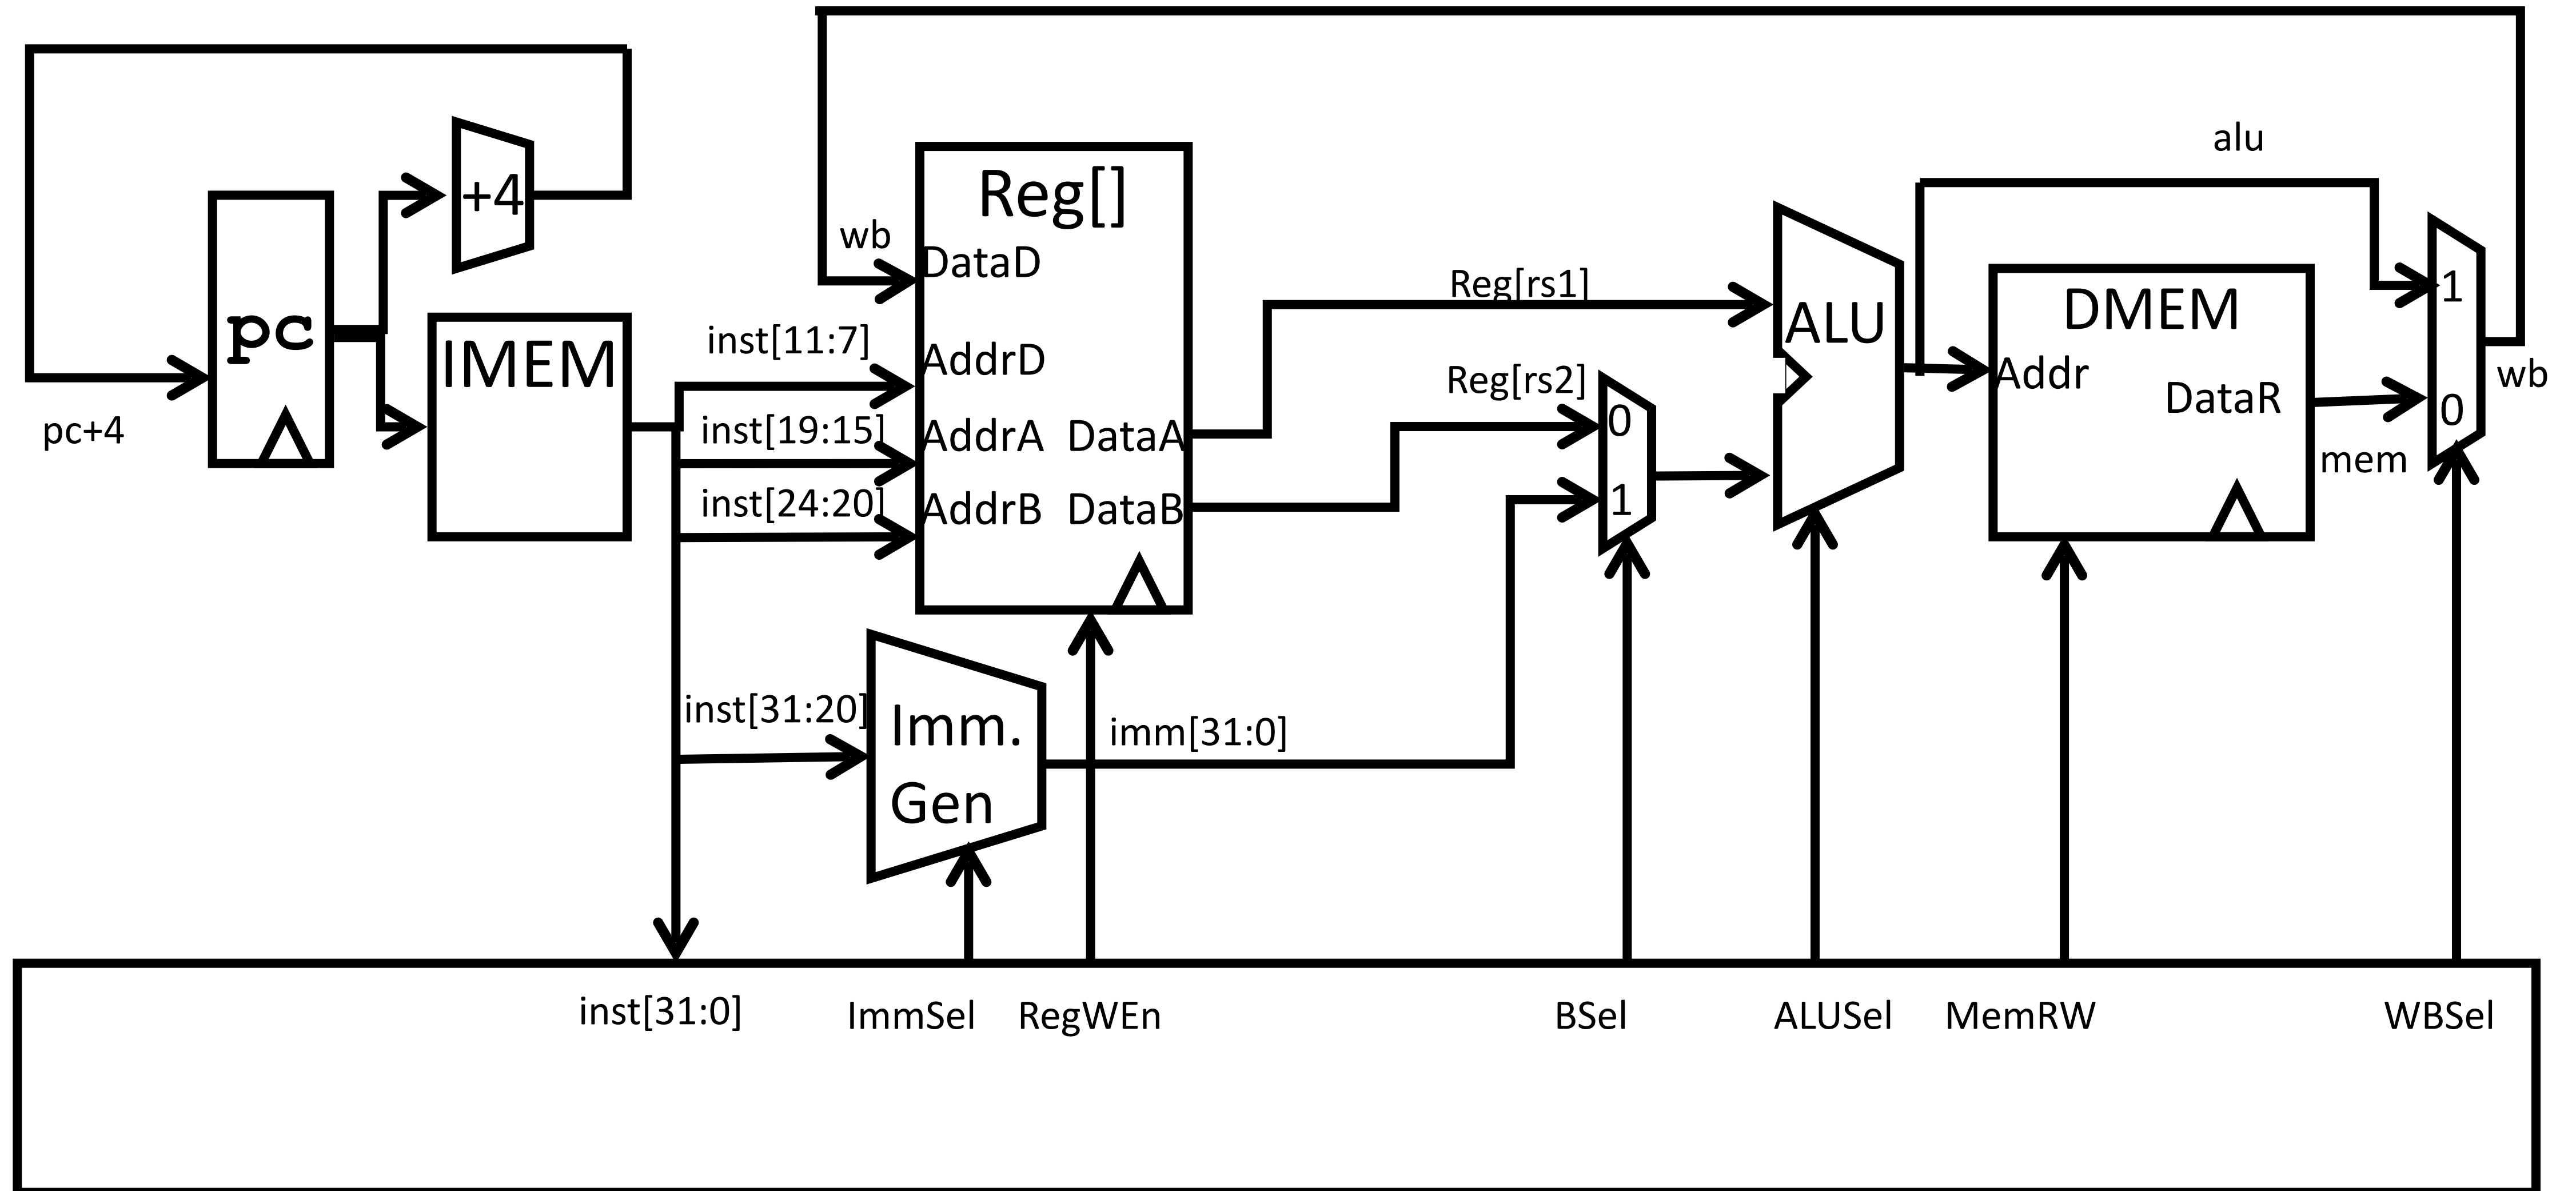 alu
Reg[]
+4
wb
DataD
Reg[rs1]
DMEM
1
pc
IMEM
inst[11:7]
AddrD
ALU
Addr
DataR
wb
Reg[rs2]
0
0
pc+4
inst[19:15]
AddrA
DataA
mem
inst[24:20]
AddrB
DataB
1
inst[31:20]
Imm.
Gen
imm[31:0]
inst[31:0]
ImmSel
RegWEn
BSel
ALUSel
MemRW
WBSel